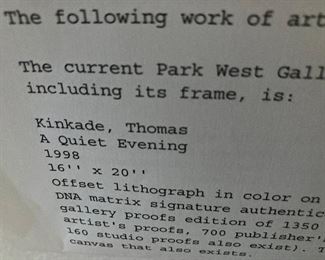 The following work of art
The current Park West Gall
including its frame, is:
Kinkade, Thomas
A Quiet Evening
1998
16'' x 20''
Offset lithograph in color on
DNA matrix signature authentic
gallery proofs edition of 1350
artist's proofs, 700 publisher'
160 studio proofs also exist). T
canvas that also exists.